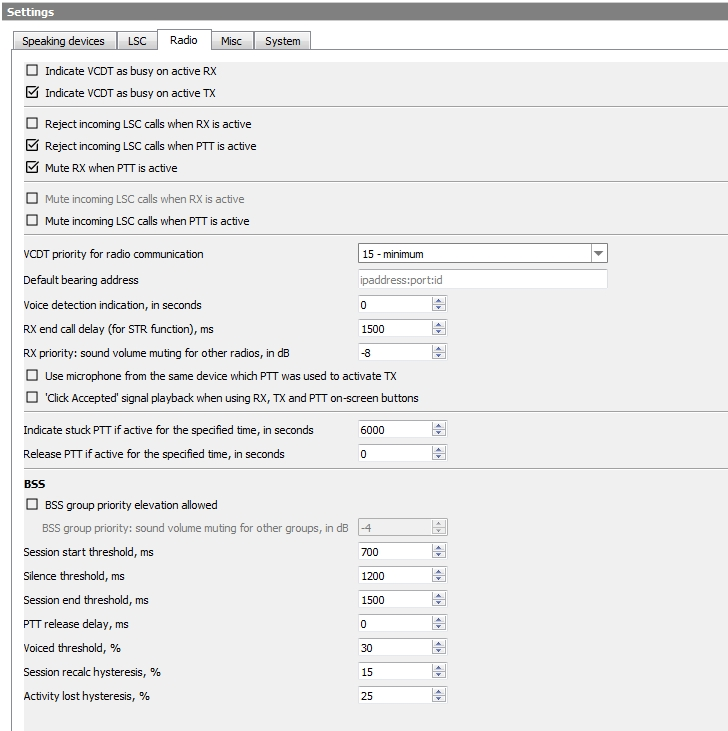 Settings
Speaking devices LSC Radio Misc System
Indicate VCDT as busy on active RX
Indicate VCDT as busy on active TX
Reject incoming LSC calls when RX is active
Reject incoming LSC calls when PTT is active
Mute RX when PTT is active
Mute incoming LSC calls when RX is active
Mute incoming LSC calls when PTT is active
VCDT priority for radio communication 15 - minimum
Default bearing address ipaddress:port:id
Voice detection indication, in seconds 0
RX end call delay (for STR function), ms 1500
RX priority: sound volume muting for other radios, in dB -8
Use microphone from the same device which PTT was used to activate TX
'Click Accepted' signal playback when using RX, TX and PTT on-screen buttons
Indicate stuck PTT if active for the specified time, in seconds 6000
Release PTT if active for the specified time, in seconds 0
BSS
BSS group priority elevation allowed
BSS group priority: sound volume muting for other groups, in dB -4
Session start threshold, ms 700
Silence threshold, ms 1200
Session end threshold, ms 1500
PTT release delay, ms 0
Voiced threshold, % 30
Session recalc hysteresis, % 15
Activity lost hysteresis, % 25